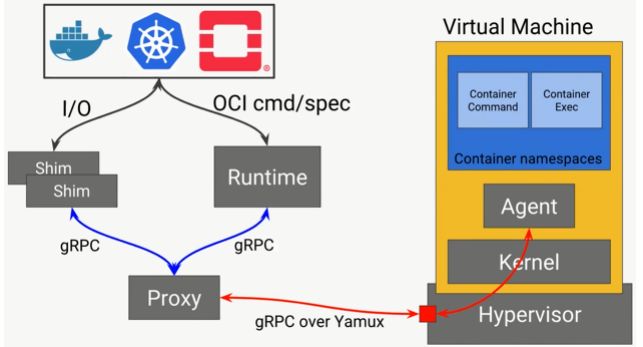 Virtual Machine
I/O
OCI cmd/spec
Container
Command
Container
Exec
Container namespaces
Shim
Shim
Runtime
Agent
gRPC
gRPC
Kernel
Proxy
gRPC over Yamux
Hypervisor